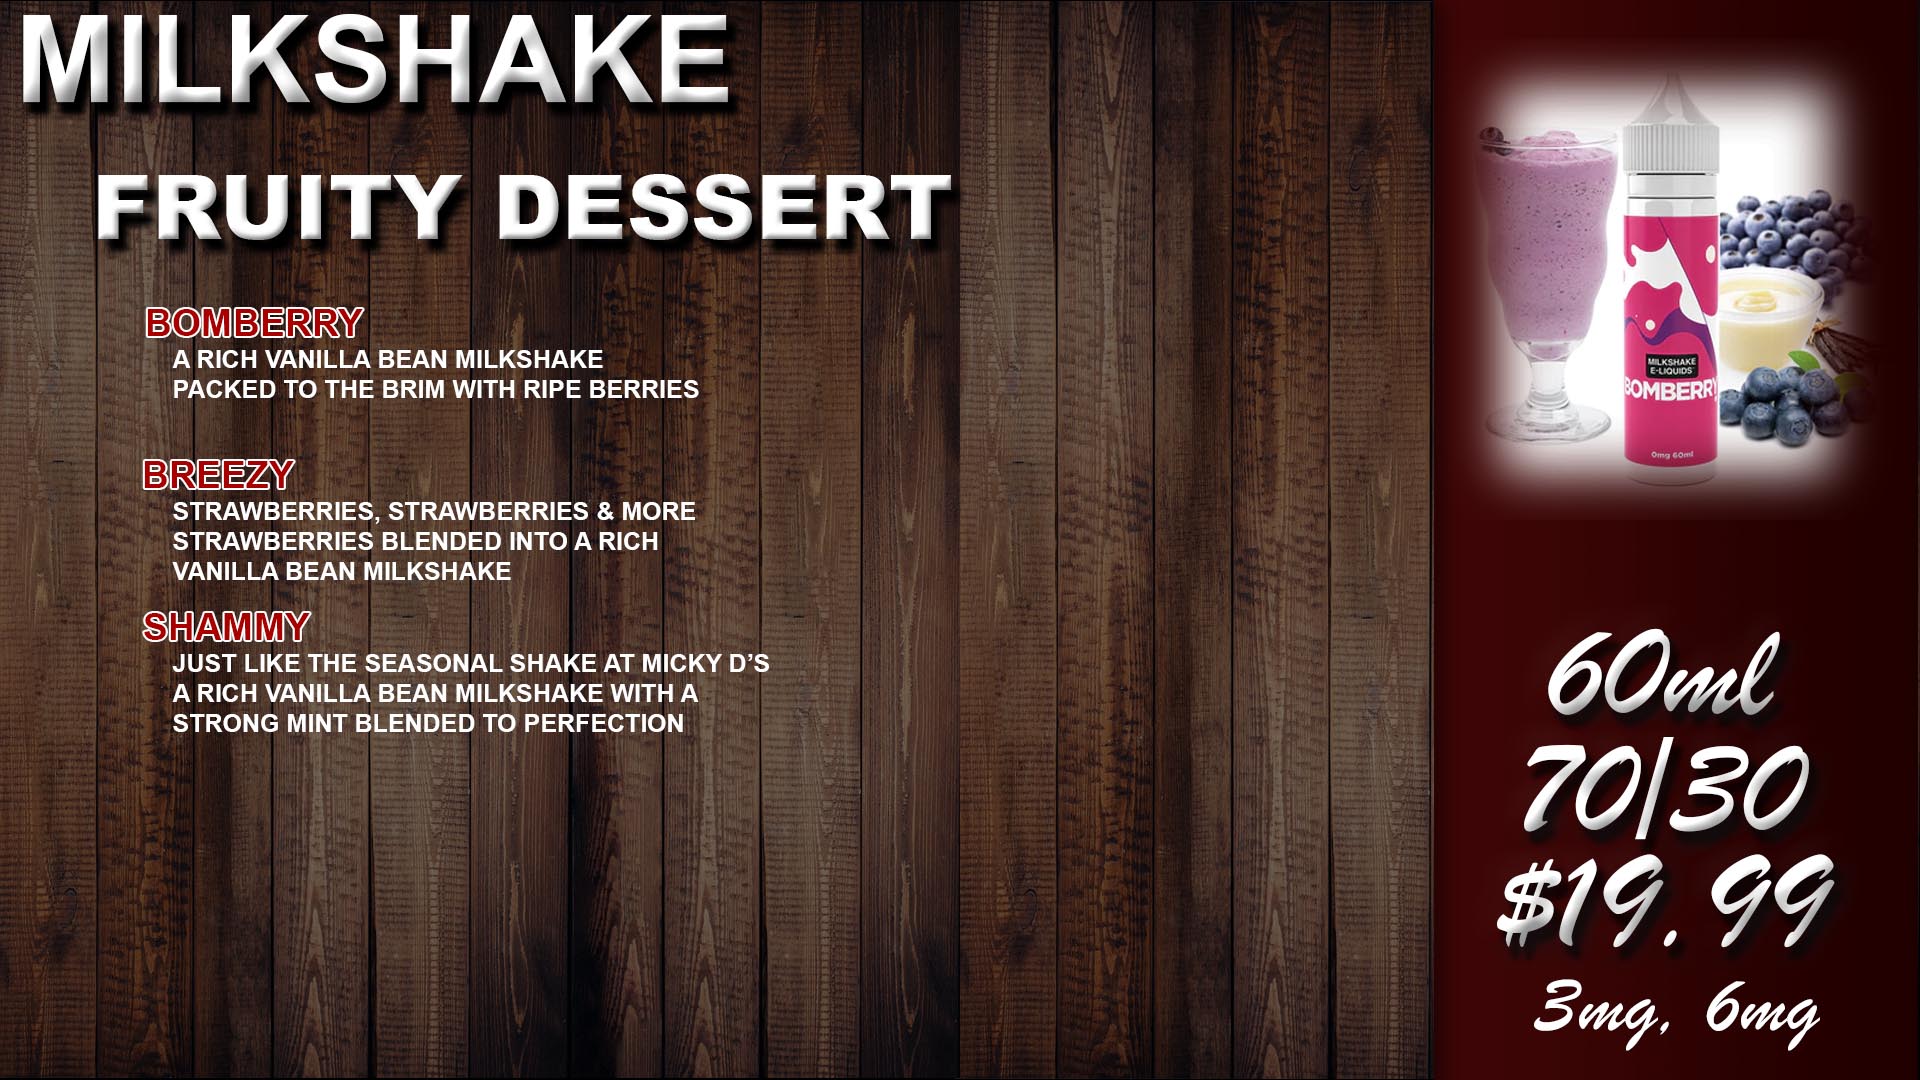 MILKSHAKE
FRUITY DESSERT
BOMBERRY
A RICH VANILLA BEAN MILKSHAKE
PACKED TO THE BRIM WITH RIPE BERRIES
BREEZY
STRAWBERRIES, STRAWBERRIES & MORE
STRAWBERRIES BLENDED INTO A RICH
VANILLA BEAN MILKSHAKE
SHAMMY
JUST LIKE THE SEASONAL SHAKE AT MICKY D’S
A RICH VANILLA BEAN MILKSHAKE WITH A
STRONG MINT BLENDED TO PERFECTION
MILKSHAKE
E-LIQUIDS
BOMBERRY
0mg 60ml
60ml
70|30
$19.99
3mg, 6mg